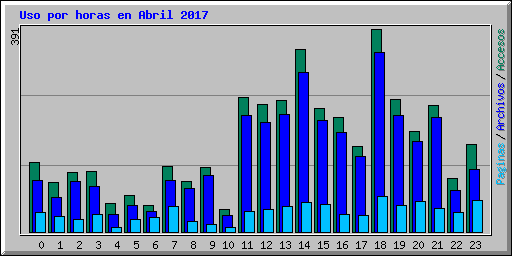 Uso por horas en Abril 2017
391
Paginas / Archivos / Accesos
0 1 2 3 4 5 6 7 8 9 10 11 12 13 14 15 16 17 18 19 20 21 22 23